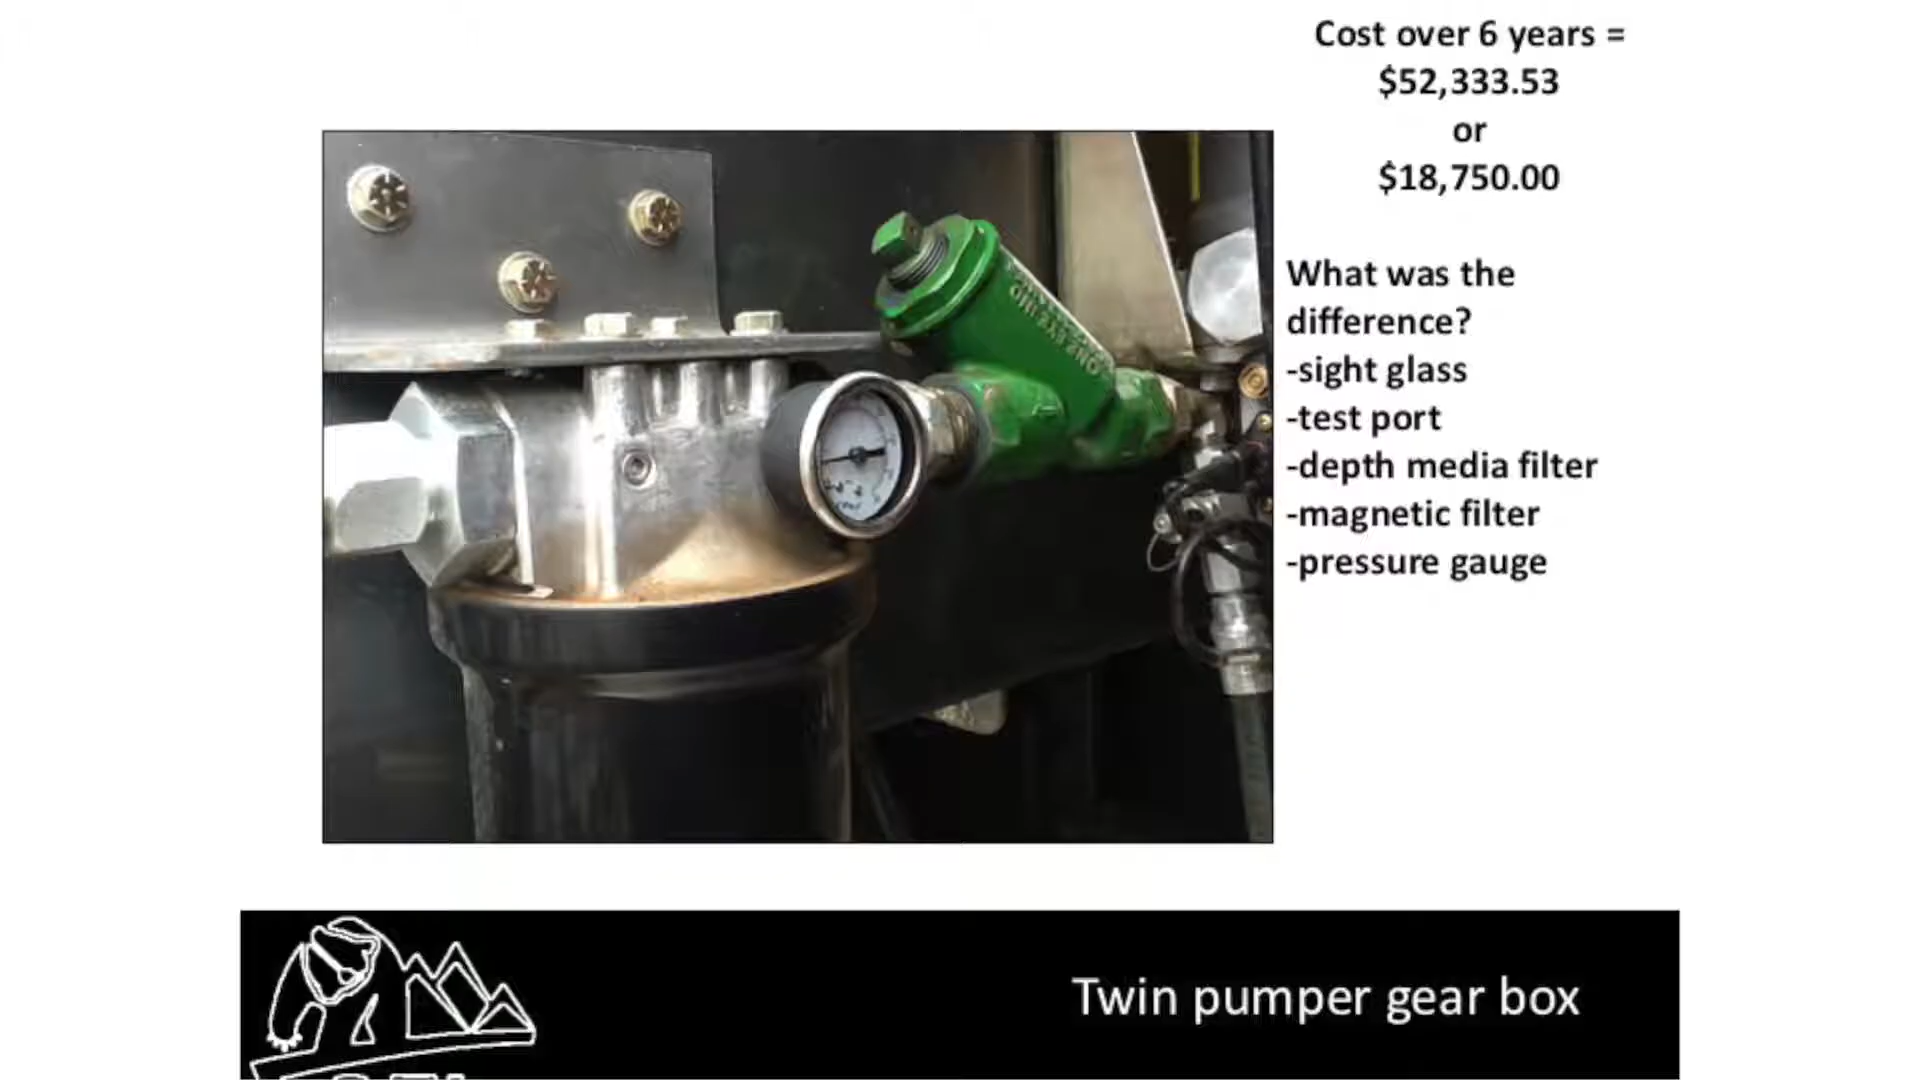 Cost over 6 years =
$52,333.53
or
$18,750.00
What was the
difference?
-sight glass
-test port
-depth media filter
-magnetic filter
-pressure gauge
Twin pumper gear box